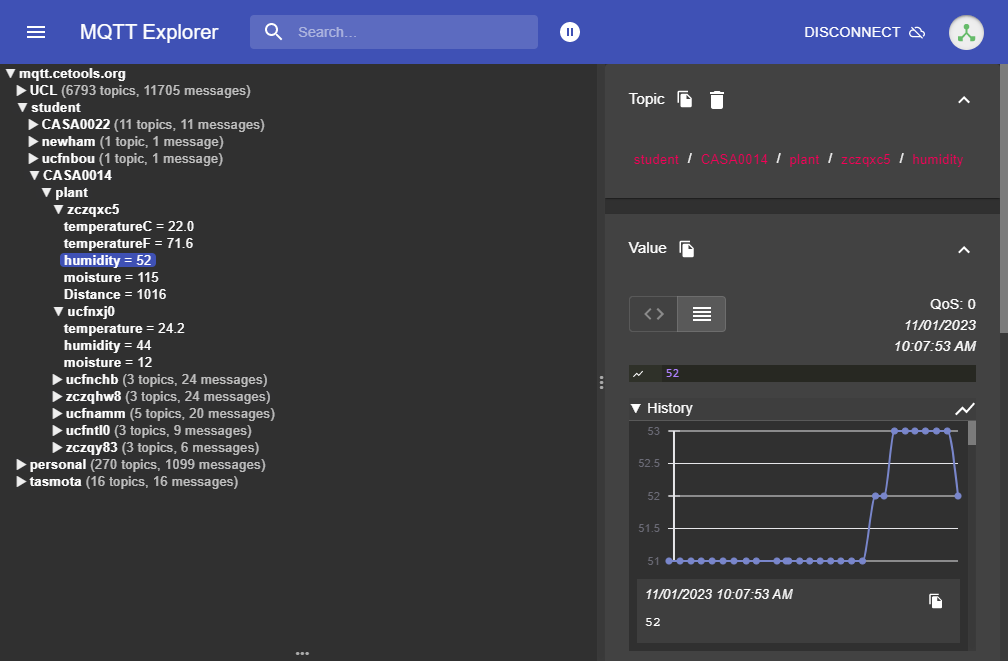 MQTT Explorer
Search...
DISCONNECT
▼ mqtt.cetools.org
▶ UCL (6793 topics, 11705 messages)
▼ student
▶ CASA0022 (11 topics, 11 messages)
▶ newham (1 topic, 1 message)
▶ ucfnbou (1 topic, 1 message)
▼ CASA0014
▼ plant
▼ zczqxc5
temperatureC = 22.0
temperatureF = 71.6
humidity = 52
moisture = 115
Distance = 1016
▼ ucfnxj0
temperature = 24.2
humidity = 44
moisture = 12
▶ ucfnchb (3 topics, 24 messages)
▶ zczqhw8 (3 topics, 24 messages)
▶ ucfnamm (5 topics, 20 messages)
▶ ucfntl0 (3 topics, 9 messages)
▶ zczqy83 (3 topics, 6 messages)
▶ personal (270 topics, 1099 messages)
▶ tasmota (16 topics, 16 messages)
Topic
student / CASA0014 / plant / zczqxc5 / humidity
Value
QoS: 0
11/01/2023
10:07:53 AM
52
▼ History
53
52.5
52
51.5
51
11/01/2023 10:07:53 AM
52